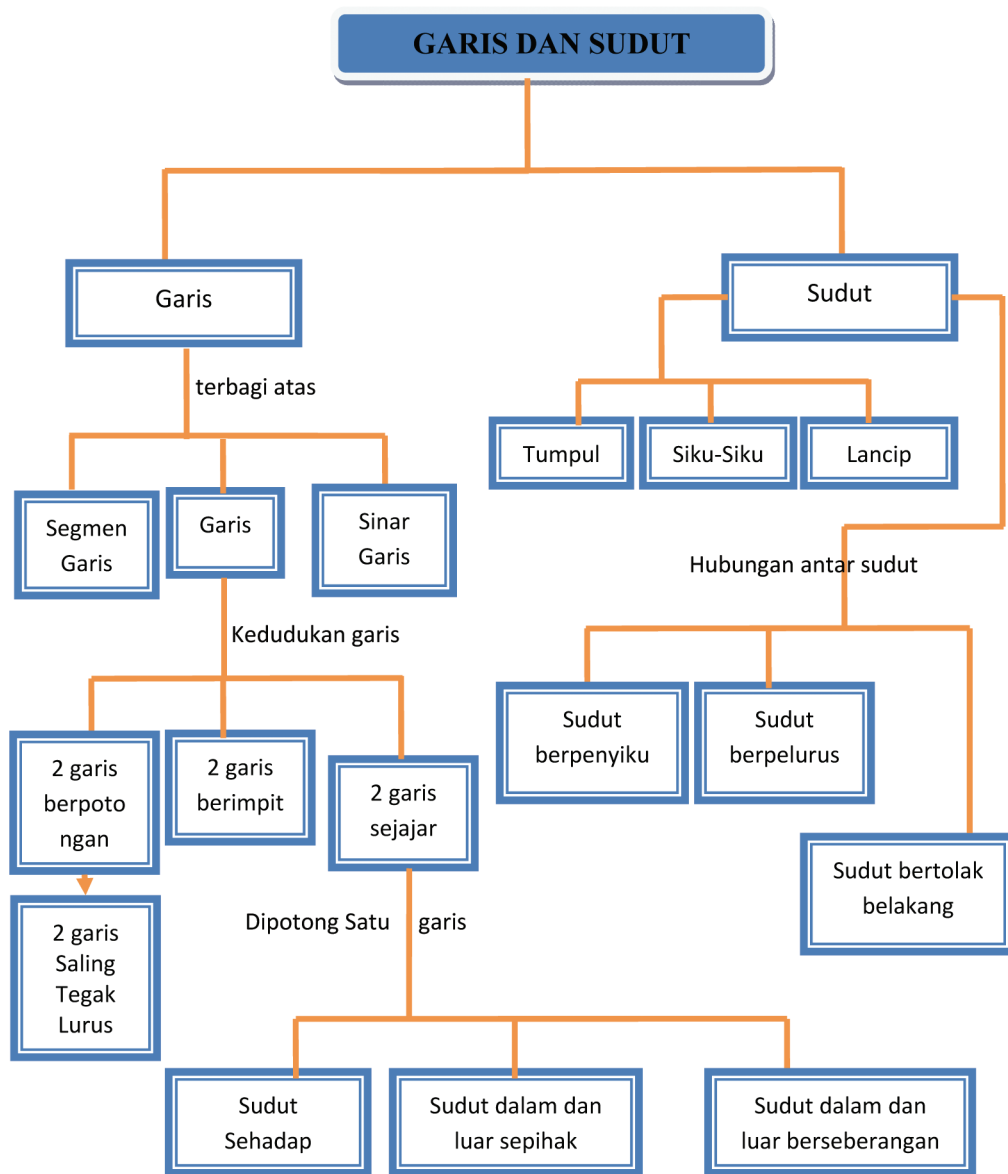 GARIS DAN SUDUT
Garis
Sudut
terbagi atas
Tumpul
Siku-Siku
Lancip
Segmen
Garis
Garis
Sinar
Garis
Hubungan antar sudut
Kedudukan garis
Sudut
berpenyiku
Sudut
berpelurus
2 garis
berpoto
ngan
2 garis
berimpit
2 garis
sejajar
Sudut bertolak
belakang
Dipotong Satu garis
2 garis
Saling
Tegak
Lurus
Sudut
Sehadap
Sudut dalam dan
luar sepihak
Sudut dalam dan
luar berseberangan